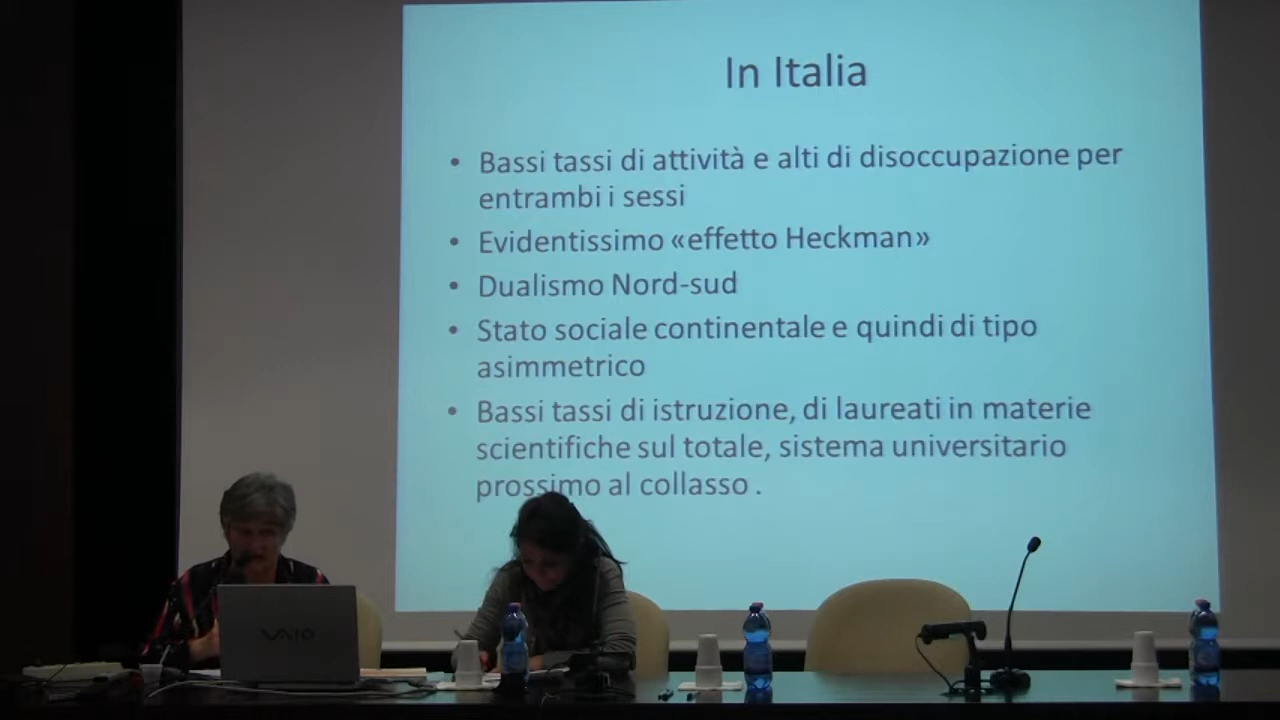 In Italia
• Bassi tassi di attività e alti di disoccupazione per
entrambi i sessi
• Evidentissimo «effetto Heckman»
• Dualismo Nord-sud
• Stato sociale continentale e quindi di tipo
asimmetrico
• Bassi tassi di istruzione, di laureati in materie
scientifiche sul totale, sistema universitario
prossimo al collasso .
VAIO